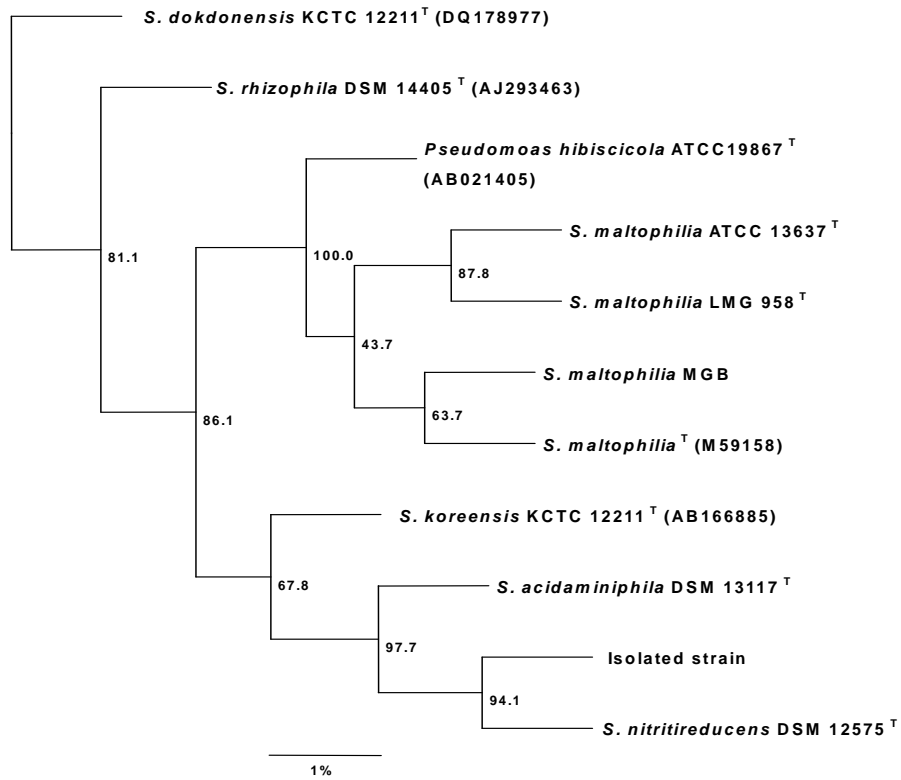 S. dokdonensis KCTC 12211 T (DQ178977)
S. rhizophila DSM 14405 T (AJ293463)
Pseudomoas hibiscicola ATCC19867 T
(AB021405)
S. maltophilia ATCC 13637 T
81.1
100.0
87.8
S. maltophilia LMG 958 T
43.7
S. maltophilia MGB
86.1
63.7
S. maltophilia T (M59158)
S. koreensis KCTC 12211 T (AB166885)
67.8
S. acidaminiphila DSM 13117 T
97.7
Isolated strain
94.1
S. nitritireducens DSM 12575 T
1%